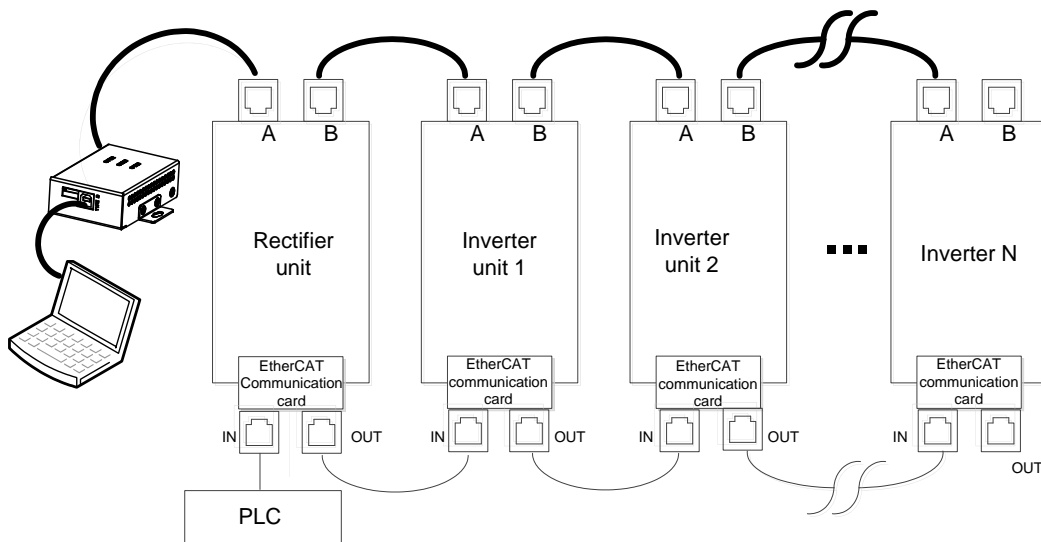 A B A B A B A B
Rectifier
unit
Inverter
unit 1
Inverter
unit 2
Inverter N
EtherCAT
Communication
card
EtherCAT
communication
card
EtherCAT
communication
card
EtherCAT
communication
card
IN OUT IN OUT IN OUT IN OUT
PLC